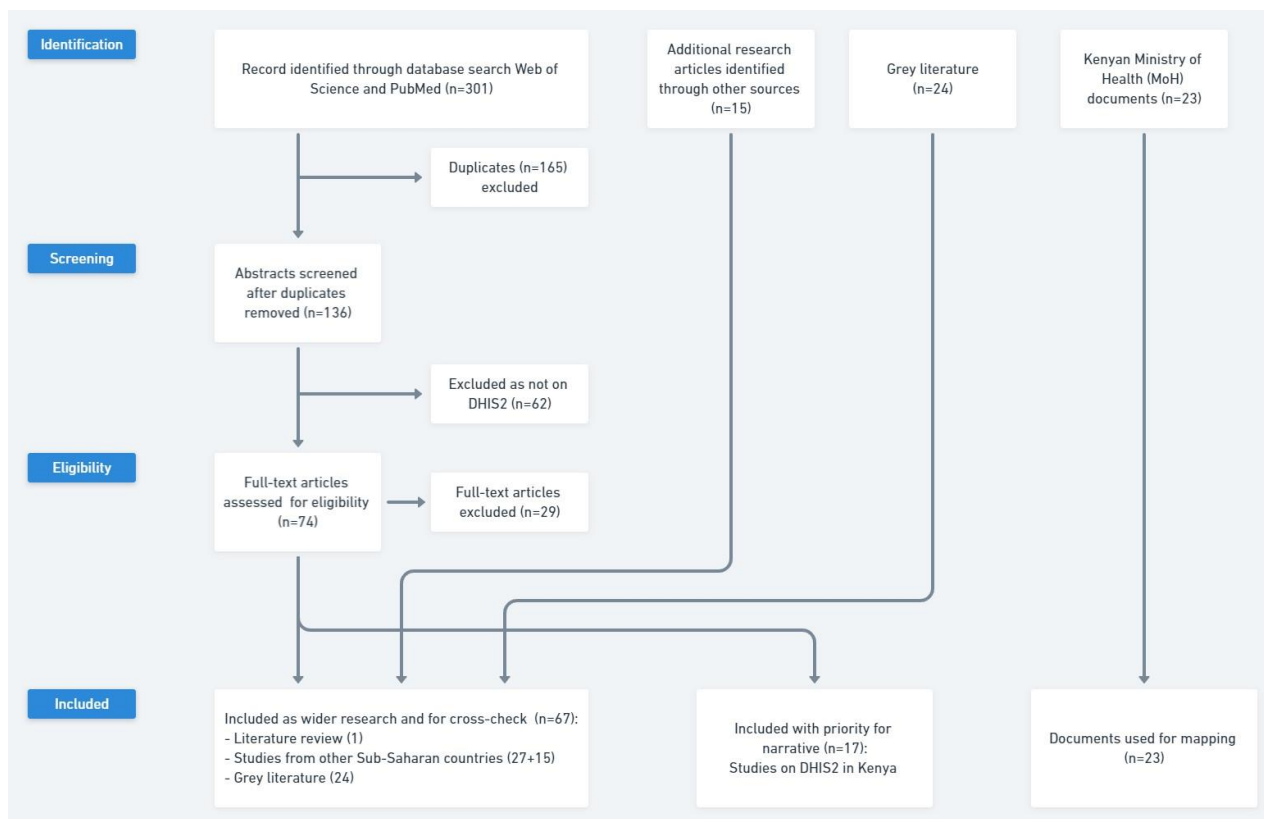 Identification
Record identified through database search Web of
Science and PubMed (n=301)
Additional research
articles identified
through other sources
(n=15)
Grey literature
(n=24)
Kenyan Ministry of
Health (MoH)
documents (n=23)
Duplicates (n=165)
excluded
Screening
Abstracts screened
after duplicates
removed (n=136)
Excluded as not on
DHIS2 (n=62)
Eligibility
Full-text articles
assessed for eligibility
(n=74)
Full-text articles
excluded (n=29)
Included
Included as wider research and for cross-check (n=67):
- Literature review (1)
- Studies from other Sub-Saharan countries (27+15)
- Grey literature (24)
Included with priority for
narrative (n=17):
Studies on DHIS2 in Kenya
Documents used for mapping
(n=23)